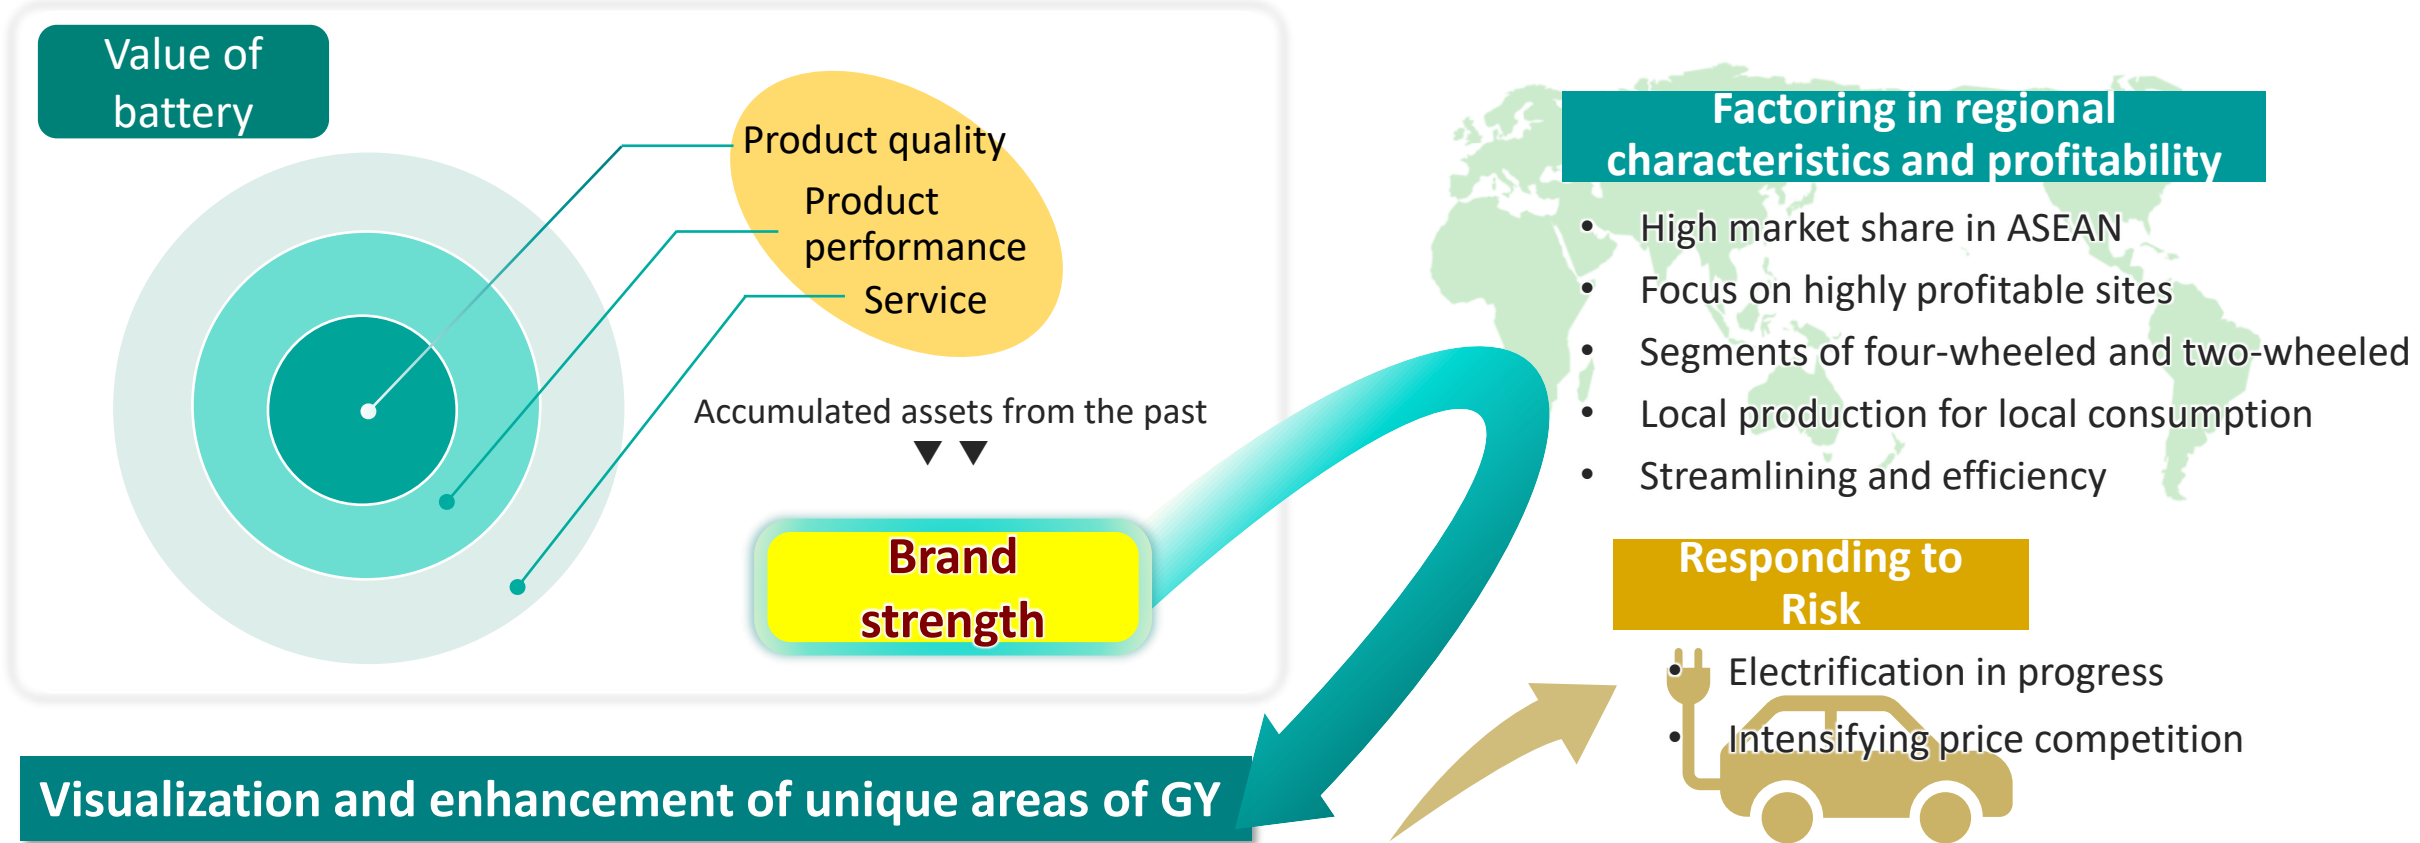 Value of
battery
Product quality
Product
performance
Service
Accumulated assets from the past
▼ ▼
Brand
strength
Visualization and enhancement of unique areas of GY
Factoring in regional
characteristics and profitability
• High market share in ASEAN
• Focus on highly profitable sites
• Segments of four-wheeled and two-wheeled
• Local production for local consumption
• Streamlining and efficiency
Responding to
Risk
• Electrification in progress
• Intensifying price competition